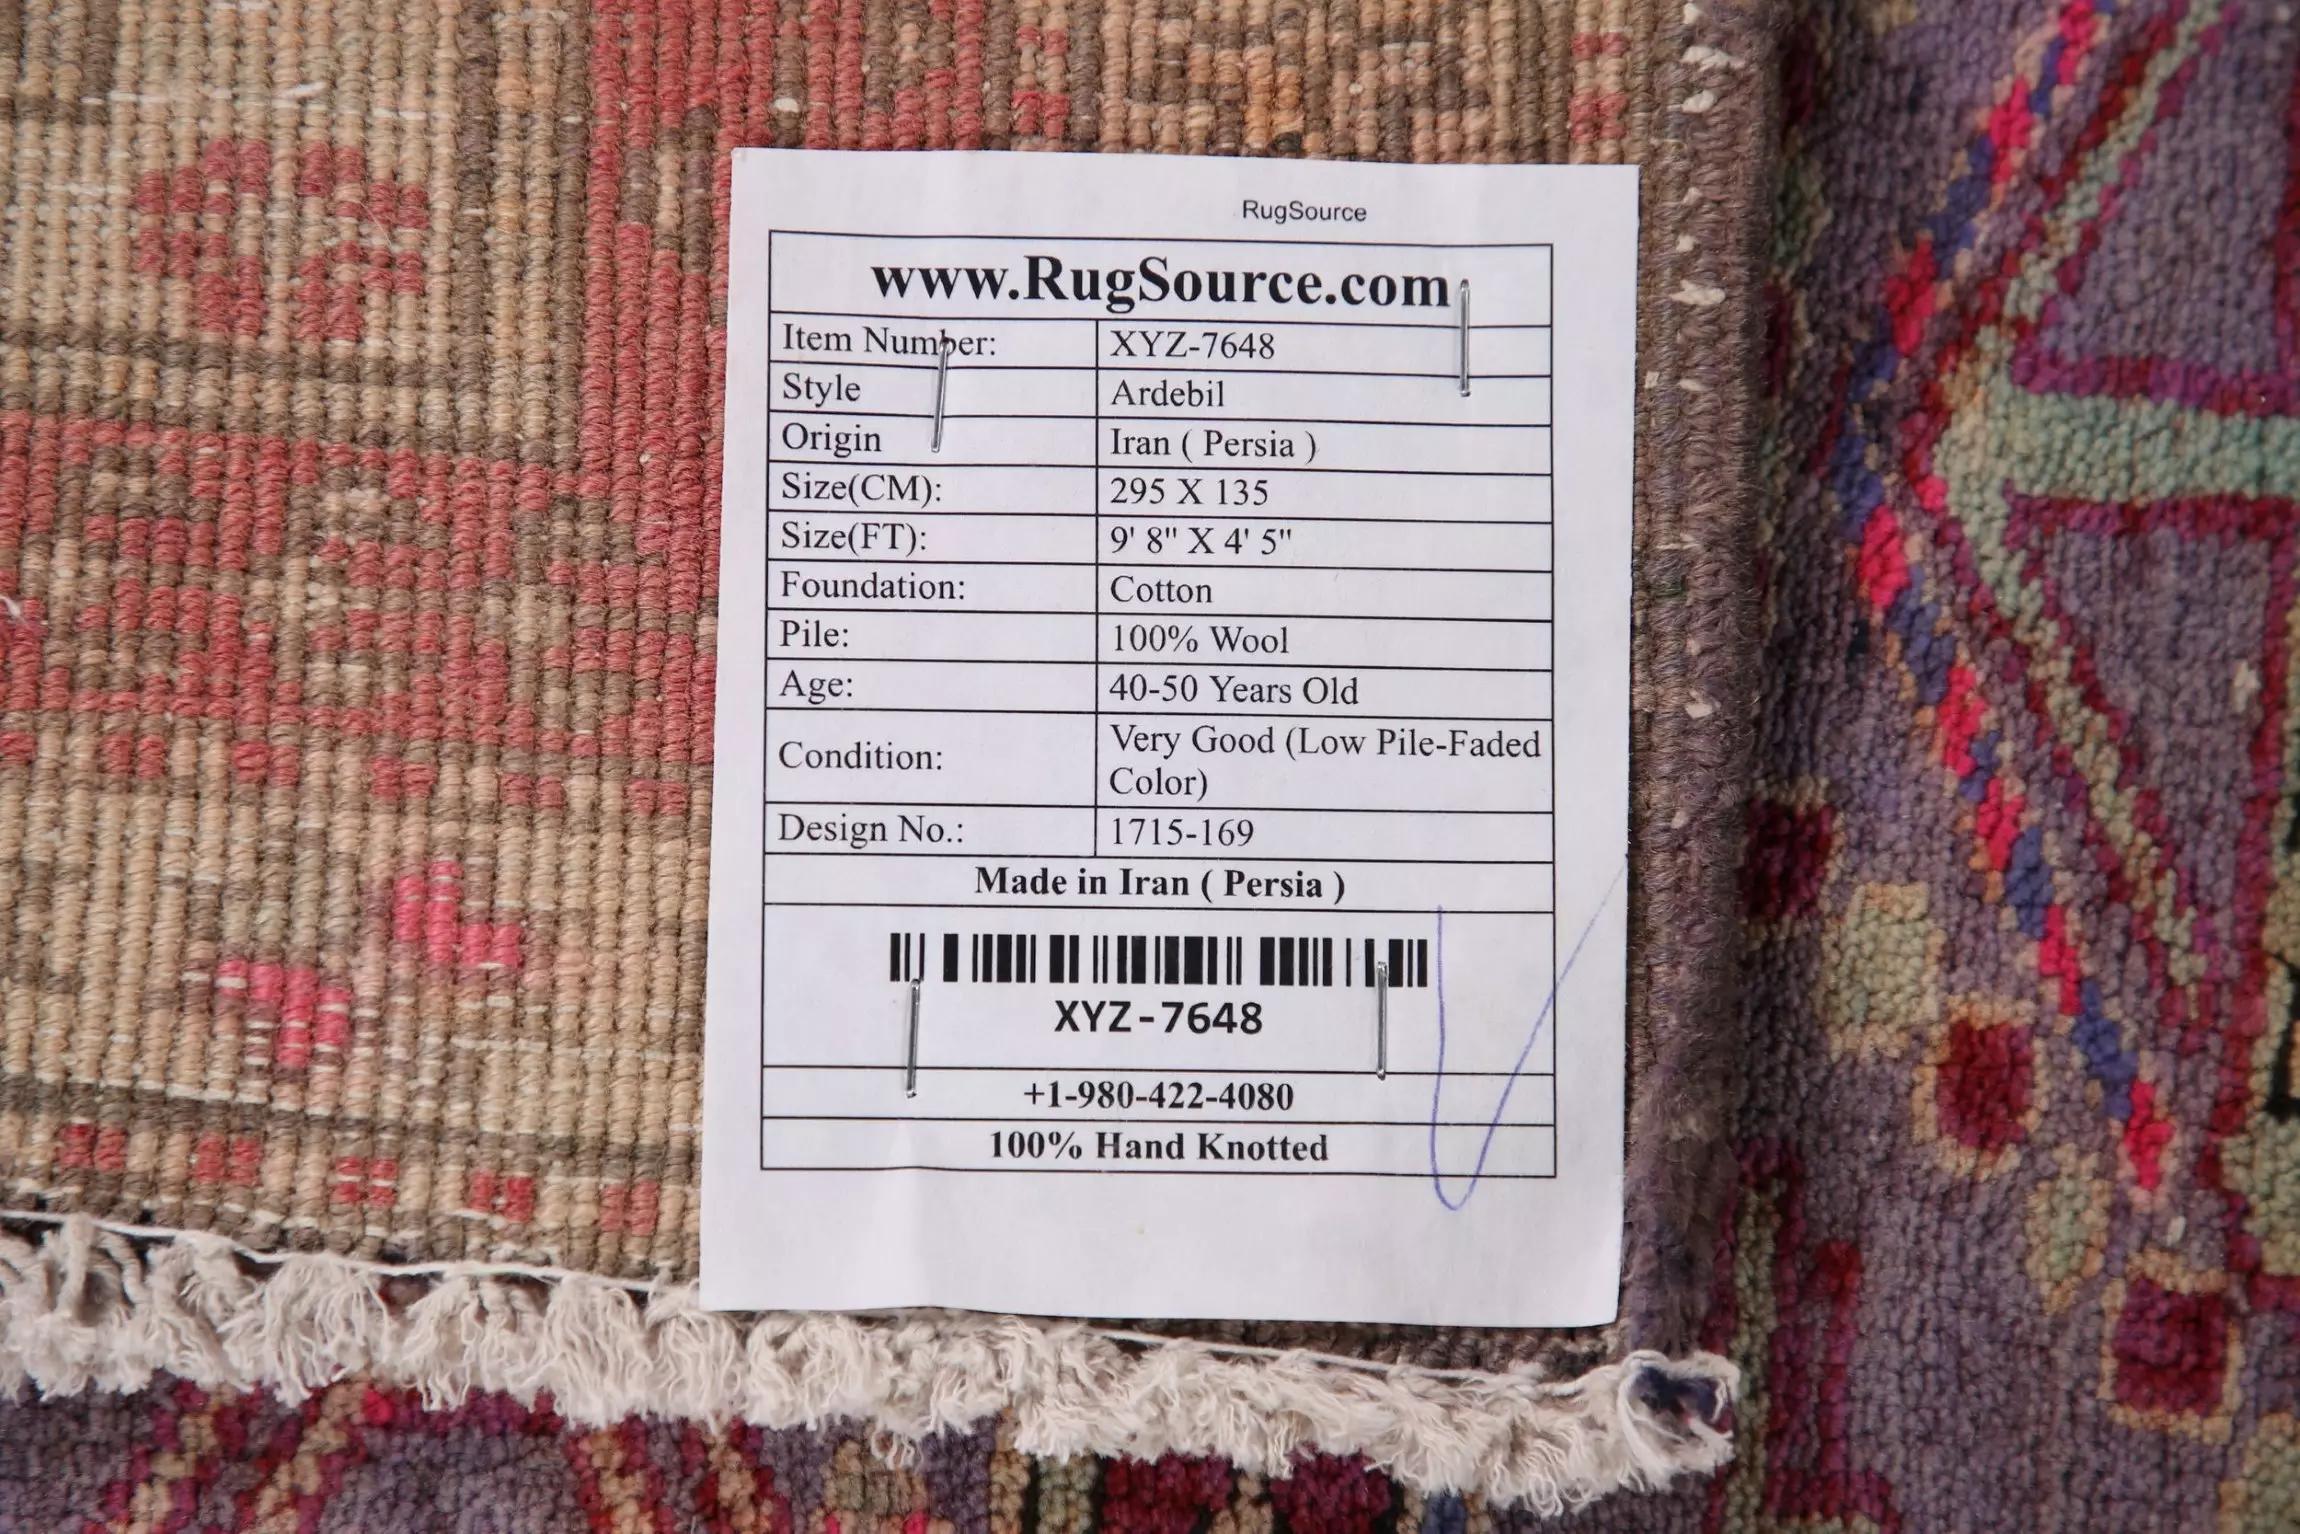 RugSource
www.RugSource.com
Item Number: XYZ-7648
Style Ardebil
Origin Iran ( Persia )
Size(CM): 295 X 135
Size(FT): 9' 8" X 4' 5"
Foundation: Cotton
Pile: 100% Wool
Age: 40-50 Years Old
Condition: Very Good (Low Pile-Faded
Color)
Design No.: 1715-169
Made in Iran ( Persia )
XYZ-7648
+1-980-422-4080
100% Hand Knotted